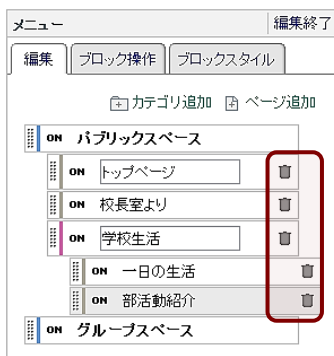 メニュー 編集終了
編集 ブロック操作 ブロックスタイル
カテゴリ追加 ページ追加
ON パブリックスペース
ON トップページ
ON 校長室より
ON 学校生活
ON 一日の生活
ON 部活動紹介
ON グループスペース